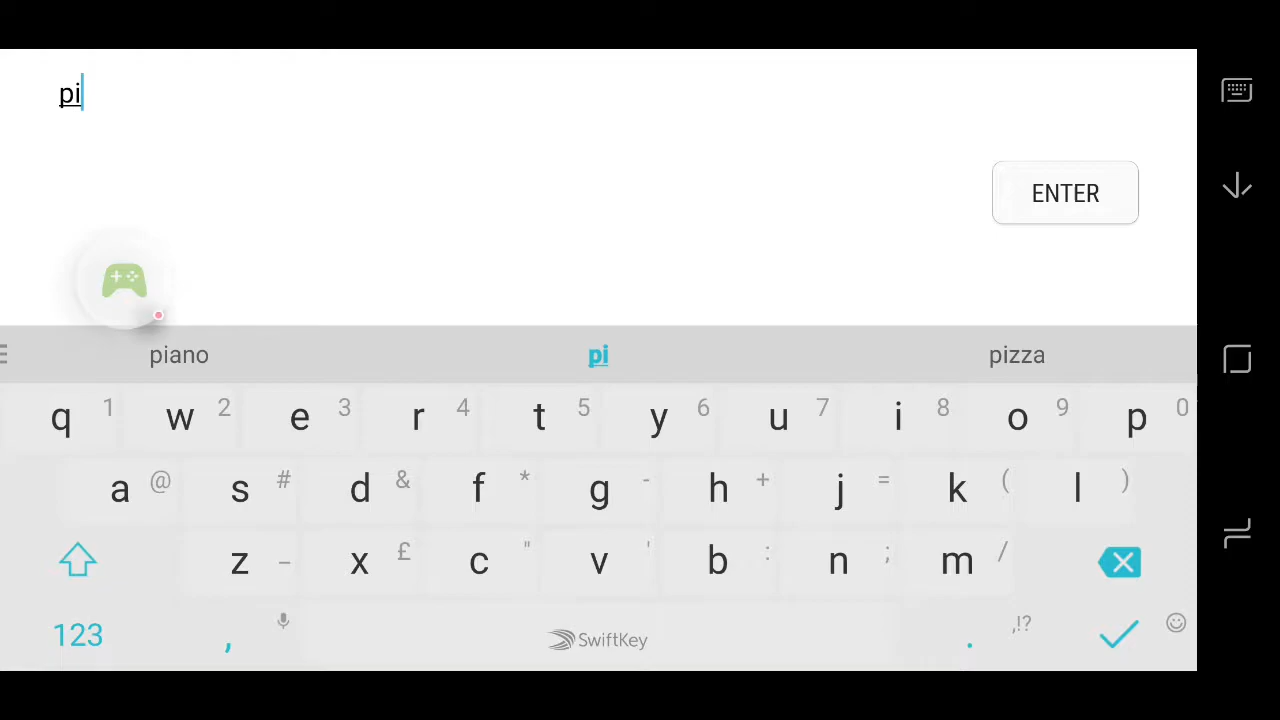 pi
ENTER
piano pi pizza
q 1 w 2 e 3 r 4 t 5 y 6 u 7 i 8 o 9 p 0
a @ s # d & f * g - h + j = k ( l )
z _ x £ c " v ' b : n ; m /
123 , SwiftKey . ,!?